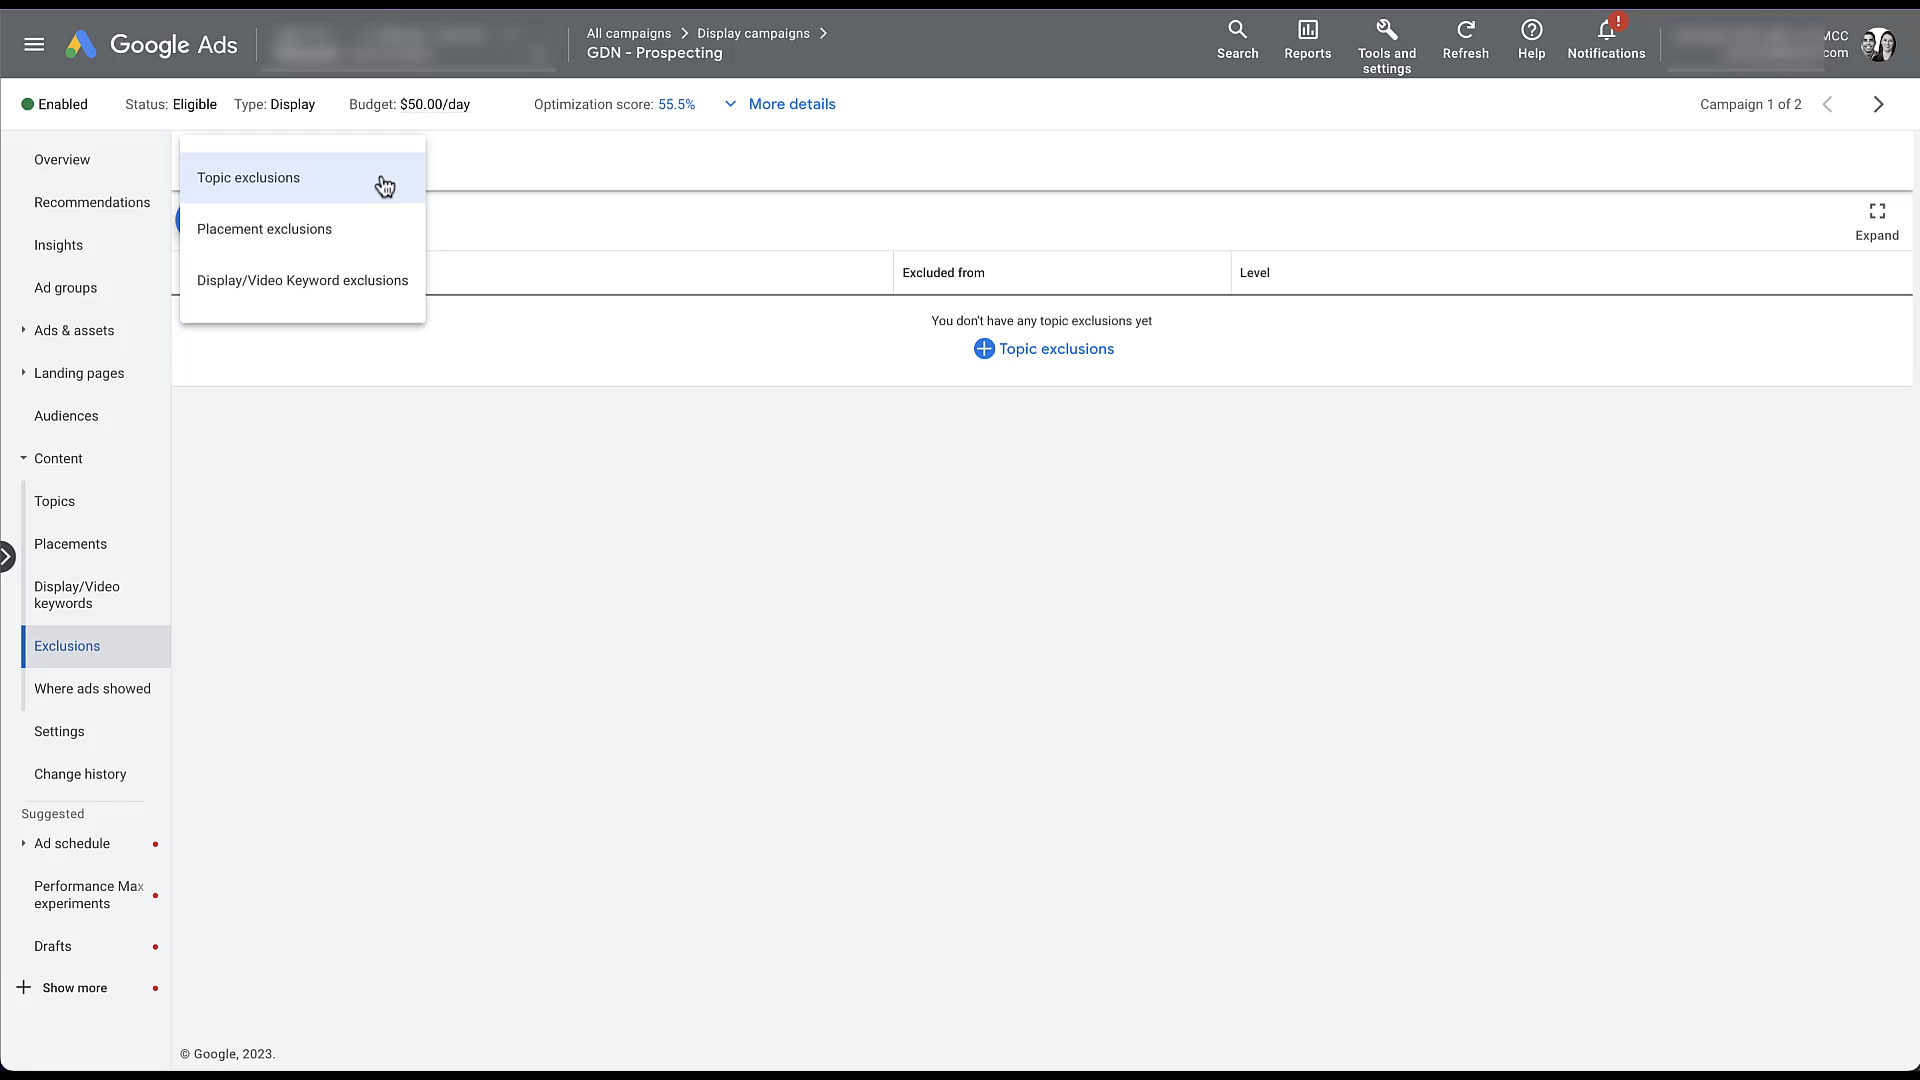 Google Ads
All campaigns
Display campaigns
GDN - Prospecting
Search
Reports
Tools and
settings
Refresh
Help
!
Notifications
MCC
com
Enabled
Status: Eligible
Type: Display
Budget: $50.00/day
Optimization score: 55.5%
More details
Campaign 1 of 2
Overview
Recommendations
Insights
Ad groups
Ads & assets
Landing pages
Audiences
Content
Topics
Placements
Display/Video
keywords
Exclusions
Where ads showed
Settings
Change history
Suggested
Ad schedule
Performance Max
experiments
Drafts
Show more
Topic exclusions
Placement exclusions
Display/Video Keyword exclusions
Expand
Excluded from
Level
You don't have any topic exclusions yet
Topic exclusions
© Google, 2023.